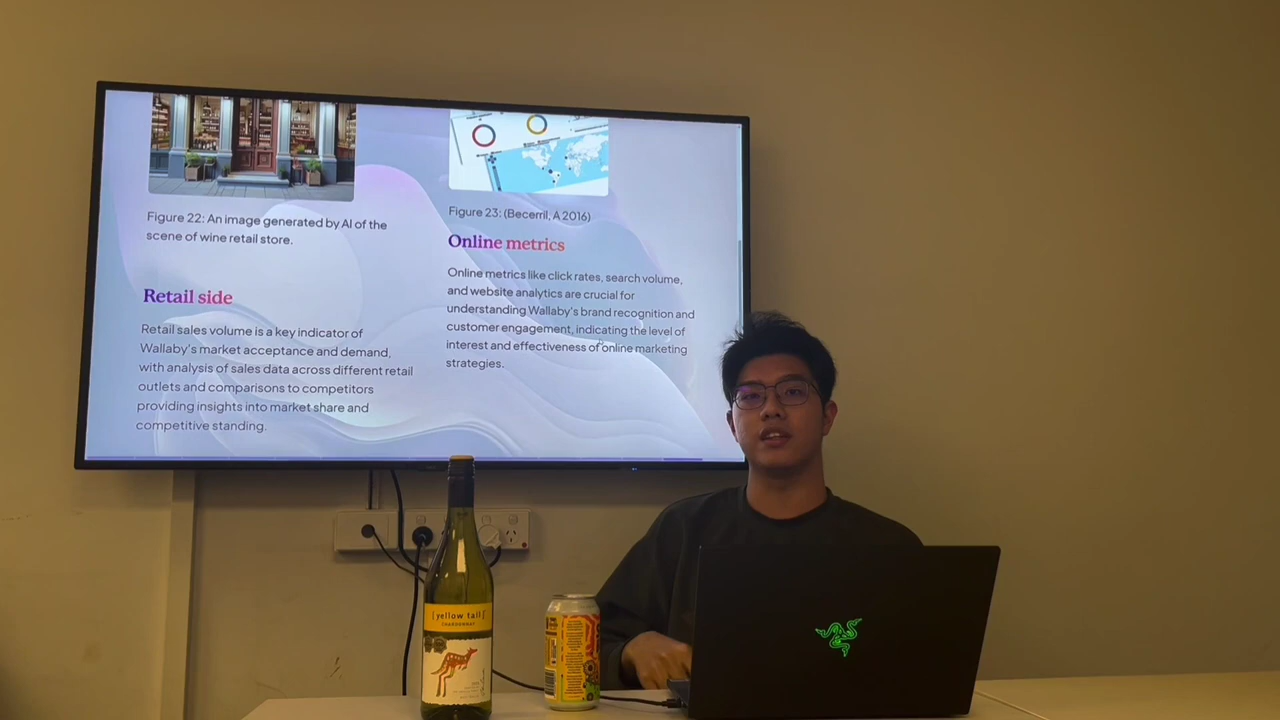 Figure 22: An image generated by AI of the
scene of wine retail store.
Retail side
Retail sales volume is a key indicator of
Wallaby's market acceptance and demand,
with analysis of sales data across different retail
outlets and comparisons to competitors
providing insights into market share and
competitive standing.
Figure 23: (Becerril, A 2016)
Online metrics
Online metrics like click rates, search volume,
and website analytics are crucial for
understanding Wallaby's brand recognition and
customer engagement, indicating the level of
interest and effectiveness of online marketing
strategies.
[yellow tail]
CHARDONNAY